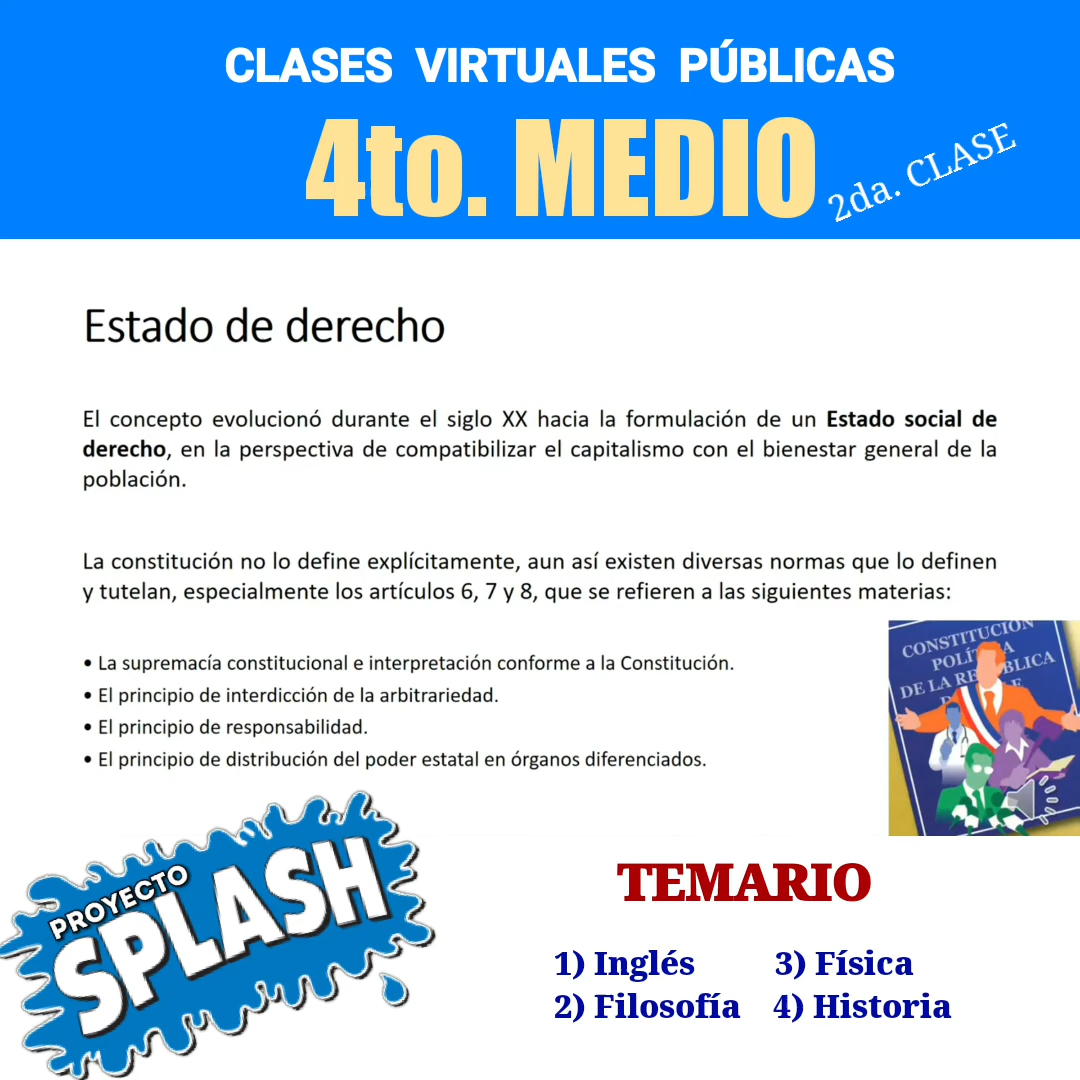 CLASES VIRTUALES PÚBLICAS
4to. MEDIO
2da. CLASE
Estado de derecho
El concepto evolucionó durante el siglo XX hacia la formulación de un Estado social de
derecho, en la perspectiva de compatibilizar el capitalismo con el bienestar general de la
población.
La constitución no lo define explícitamente, aun así existen diversas normas que lo definen
y tutelan, especialmente los artículos 6, 7 y 8, que se refieren a las siguientes materias:
• La supremacía constitucional e interpretación conforme a la Constitución.
• El principio de interdicción de la arbitrariedad.
• El principio de responsabilidad.
• El principio de distribución del poder estatal en órganos diferenciados.
CONSTITUCIÓN
DE LA
PROYECTO
SPLASH
TEMARIO
1) Inglés 3) Física
2) Filosofía 4) Historia